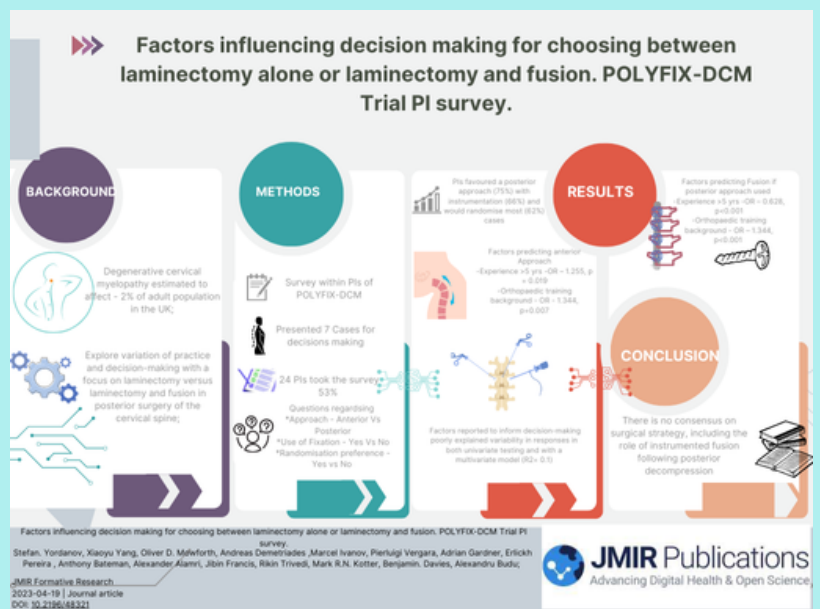 Factors influencing decision making for choosing between
laminectomy alone or laminectomy and fusion. POLYFIX-DCM
Trial PI survey.
BACKGROUND
Degenerative cervical
myelopathy estimated to
affect - 2% of adult population
in the UK;
Explore variation of practice
and decision-making with a
focus on laminectomy versus
laminectomy and fusion in
posterior surgery of the
cervical spine;
METHODS
Survey within PIs of
POLYFIX-DCM
Presented 7 Cases for
decisions making
24 PIs took the survey
53%
Questions regardsing
*Approach - Anterior Vs
Posterior
*Use of Fixation - Yes Vs No
*Randomisation preference -
Yes vs No
RESULTS
PIs favoured a posterior
approach (75%) with
instrumentation (66%) and
would randomise most (62%)
cases
Factors predicting anterior
Approach
-Experience >5 yrs -OR - 1.255, p
= 0.019
-Orthopaedic training
background - OR - 1.344,
p=0.007
Factors reported to inform decision-making
poorly explained variability in responses in
both univariate testing and with a
multivariate model (R2= 0.1)
Factors predicting Fusion if
posterior approach used
-Experience >5 yrs -OR - 0.628,
p<0.001
-Orthopaedic training
background - OR - 1.344,
p<0.001
CONCLUSION
There is no consensus on
surgical strategy, including the
role of instrumented fusion
following posterior
decompression
Factors influencing decision making for choosing between laminectomy alone or laminectomy and fusion. POLYFIX-DCM Trial PI
survey.
Stefan. Yordanov, Xiaoyu Yang, Oliver D. Mowforth, Andreas Demetriades ,Marcel Ivanov, Pierluigi Vergara, Adrian Gardner, Erlickh
Pereira , Anthony Bateman, Alexander Alamri, Jibin Francis, Rikin Trivedi, Mark R.N. Kotter, Benjamin. Davies, Alexandru Budu;
JMIR Formative Research
2023-04-19 | Journal article
DOI: 10.2196/48321
JMIR Publications
Advancing Digital Health & Open Science